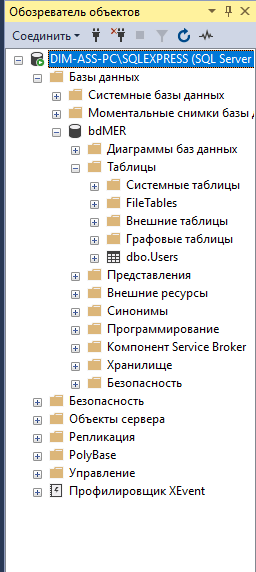 Обозреватель объектов
Соединить
DIM-ASS-PC\SQLEXPRESS (SQL Server
Базы данных
Системные базы данных
Моментальные снимки базы д
bdMER
Диаграммы баз данных
Таблицы
Системные таблицы
FileTables
Внешние таблицы
Графовые таблицы
dbo.Users
Представления
Внешние ресурсы
Синонимы
Программирование
Компонент Service Broker
Хранилище
Безопасность
Безопасность
Объекты сервера
Репликация
PolyBase
Управление
Профилировщик XEvent